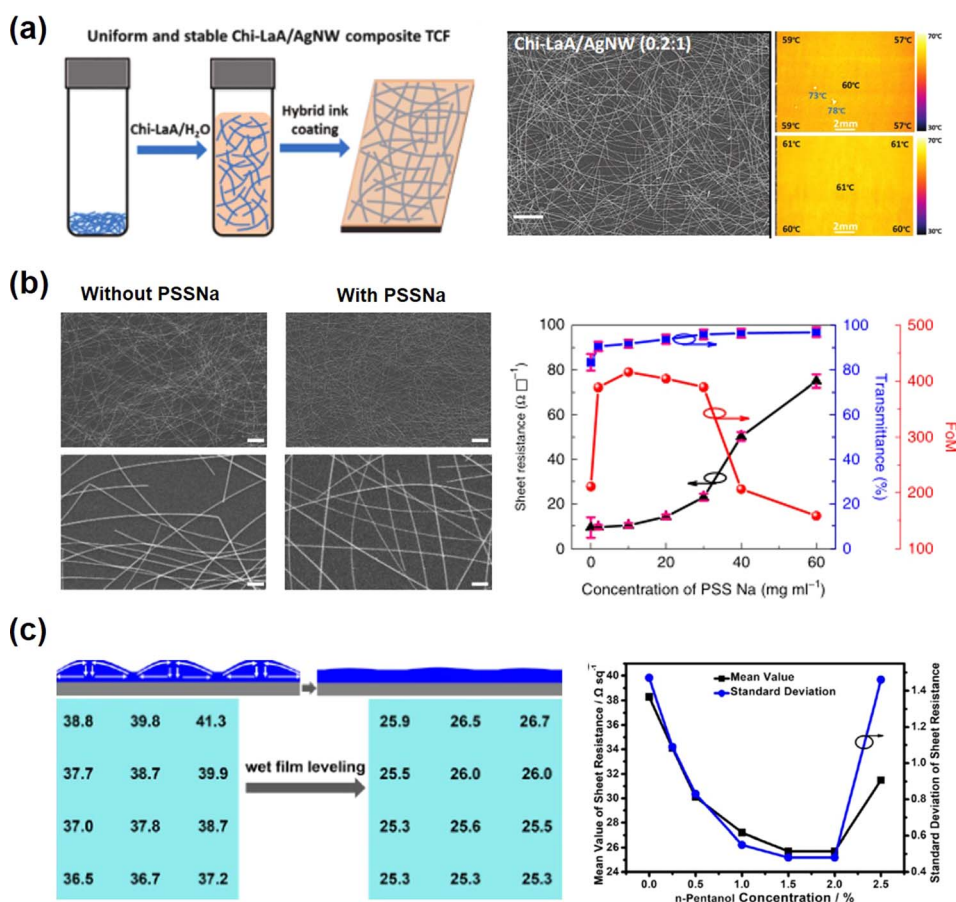 (a)
Uniform and stable Chi-LaA/AgNW composite TCF
Chi-LaA/H₂O
Hybrid ink
coating
Chi-LaA/AgNW (0.2:1)
59℃
57℃
60℃
73℃
78℃
59℃
57℃
2mm
70℃
30℃
61℃
61℃
61℃
60℃
60℃
2mm
70℃
30℃
(b)
Without PSSNa
With PSSNa
Sheet resistance (Ω □⁻¹)
100
80
60
40
20
0
0
20
40
60
Concentration of PSS Na (mg ml⁻¹)
100
80
60
40
20
0
Transmittance
(%)
500
400
300
200
100
FoM
(c)
38.8 39.8 41.3
37.7 38.7 39.9
37.0 37.8 38.7
36.5 36.7 37.2
wet film leveling
25.9 26.5 26.7
25.5 26.0 26.0
25.3 25.6 25.5
25.3 25.3 25.3
Mean Value of Sheet Resistance / Ω sq⁻¹
40
38
36
34
32
30
28
26
24
Mean Value
Standard Deviation
0.0
0.5
1.0
1.5
2.0
2.5
n-Pentanol Concentration / %
1.4
1.2
1.0
0.8
0.6
0.4
Standard Deviation of Sheet Resistance